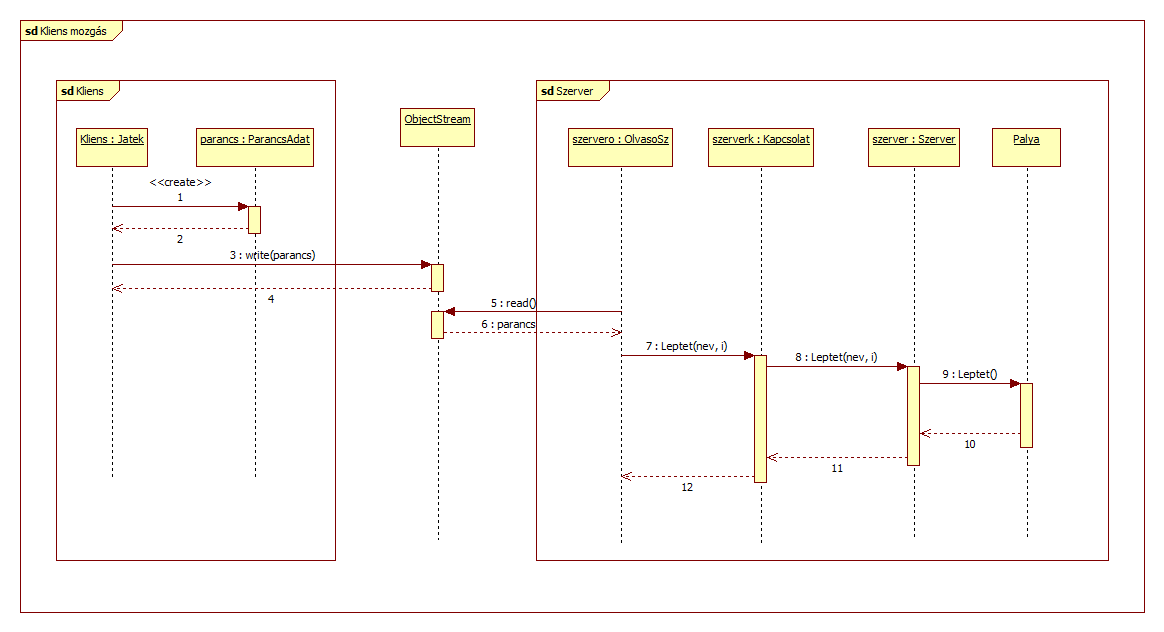 sd Kliens mozgás
sd Kliens
sd Szerver
ObjectStream
Kliens : Jatek
parancs : ParancsAdat
szervero : OlvasoSz
szerverk : Kapcsolat
szerver : Szerver
Palya
<<create>>
1
2
3 : write(parancs)
4
5 : read()
6 : parancs
7 : Leptet(nev, i)
8 : Leptet(nev, i)
9 : Leptet()
10
11
12